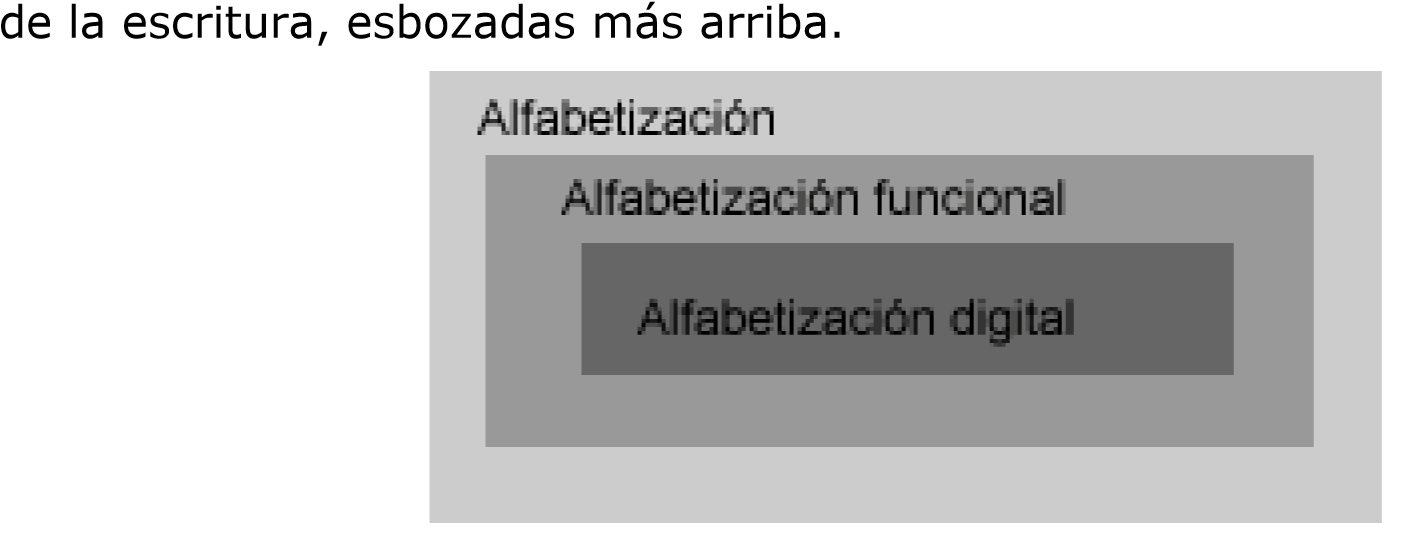 de la escritura, esbozadas más arriba.
Alfabetización
Alfabetización funcional
Alfabetización digital